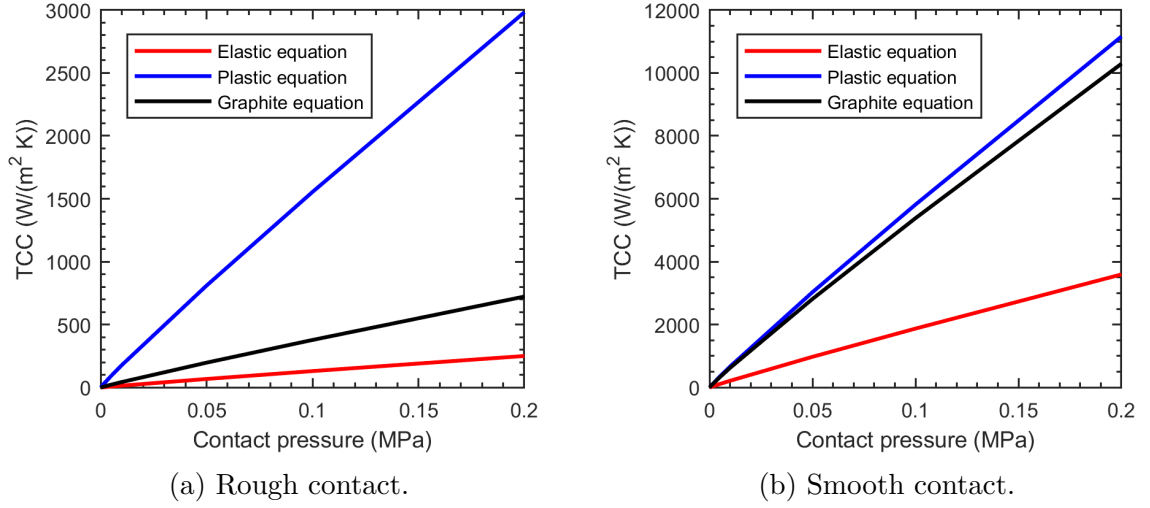 3000
2500
2000
1500
1000
500
0
TCC (W/(m² K))
Elastic equation
Plastic equation
Graphite equation
0 0.05 0.1 0.15 0.2
Contact pressure (MPa)
(a) Rough contact.
12000
10000
8000
6000
4000
2000
0
TCC (W/(m² K))
Elastic equation
Plastic equation
Graphite equation
0 0.05 0.1 0.15 0.2
Contact pressure (MPa)
(b) Smooth contact.